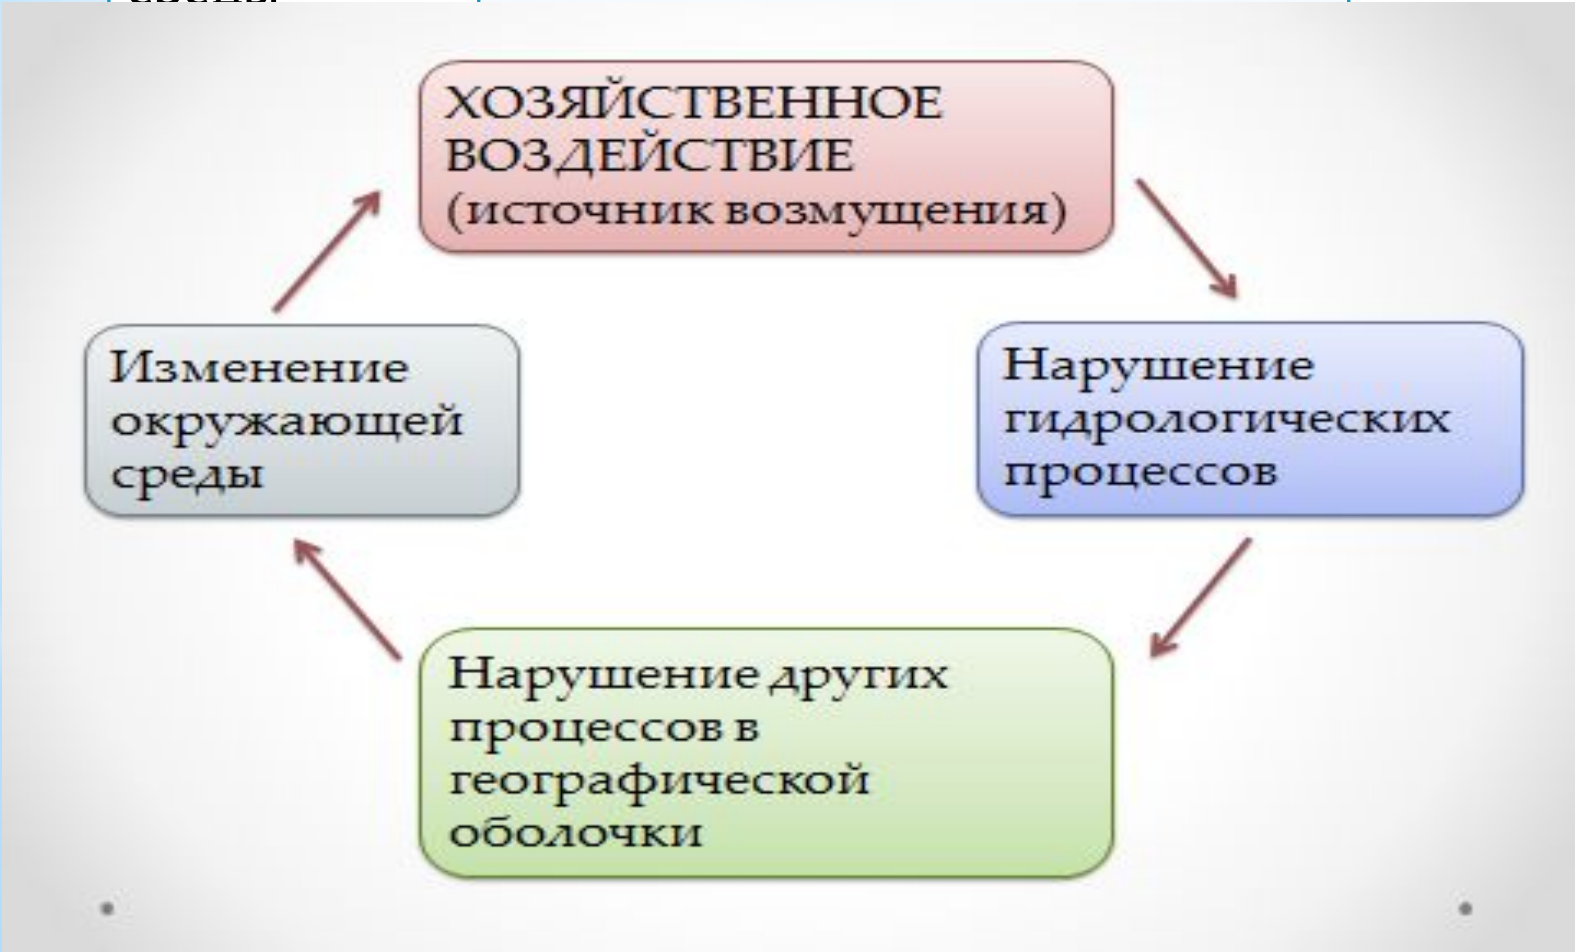 ХОЗЯЙСТВЕННОЕ
ВОЗДЕЙСТВИЕ
(источник возмущения)
Изменение
окружающей
среды
Нарушение
гидрологических
процессов
Нарушение других
процессов в
географической
оболочки